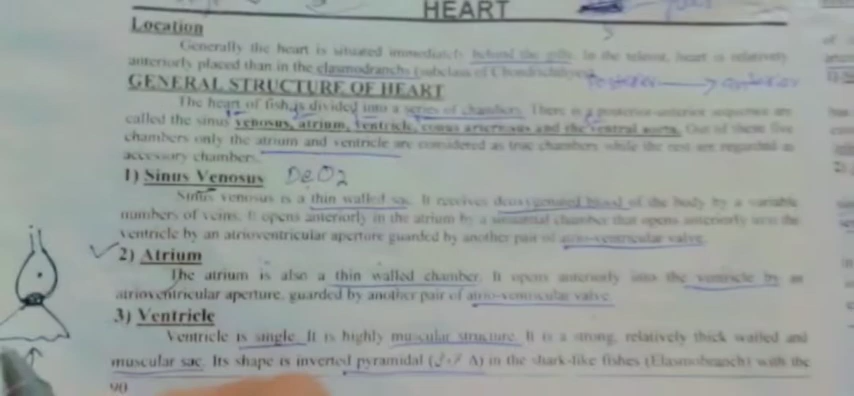 HEART
Location
Generally the heart is situated immediately behind the gills. In the teleost, heart is relatively
anteriorly placed than in the elasmodranchs (subclass of Chondrichthyes)
GENERAL STRUCTURE OF HEART
The heart of fish is divided into a series of chambers. There is a posterior-anterior sequence are
called the sinus venosus, atrium, ventricle, conus arteriosus and the ventral aorta. Out of these five
chambers only the atrium and ventricle are considered as true chambers while the rest are regarded as
accessory chambers.
1) Sinus Venosus DeO2
Sinus venosus is a thin walled sac. It receives deoxygenated blood of the body by a variable
numbers of veins. It opens anteriorly in the atrium by a chamber that opens anteriorly into the
ventricle by an atrioventricular aperture guarded by another pair of atrio-ventricular valve.
2) Atrium
The atrium is also a thin walled chamber. It opens anteriorly into the ventricle by an
atrioventricular aperture, guarded by another pair of atrio-ventricular valve.
3) Ventricle
Ventricle is single. It is highly muscular structure. It is a strong, relatively thick walled and
muscular sac. Its shape is inverted pyramidal in the shark-like fishes (Elasmobranch) with the
90